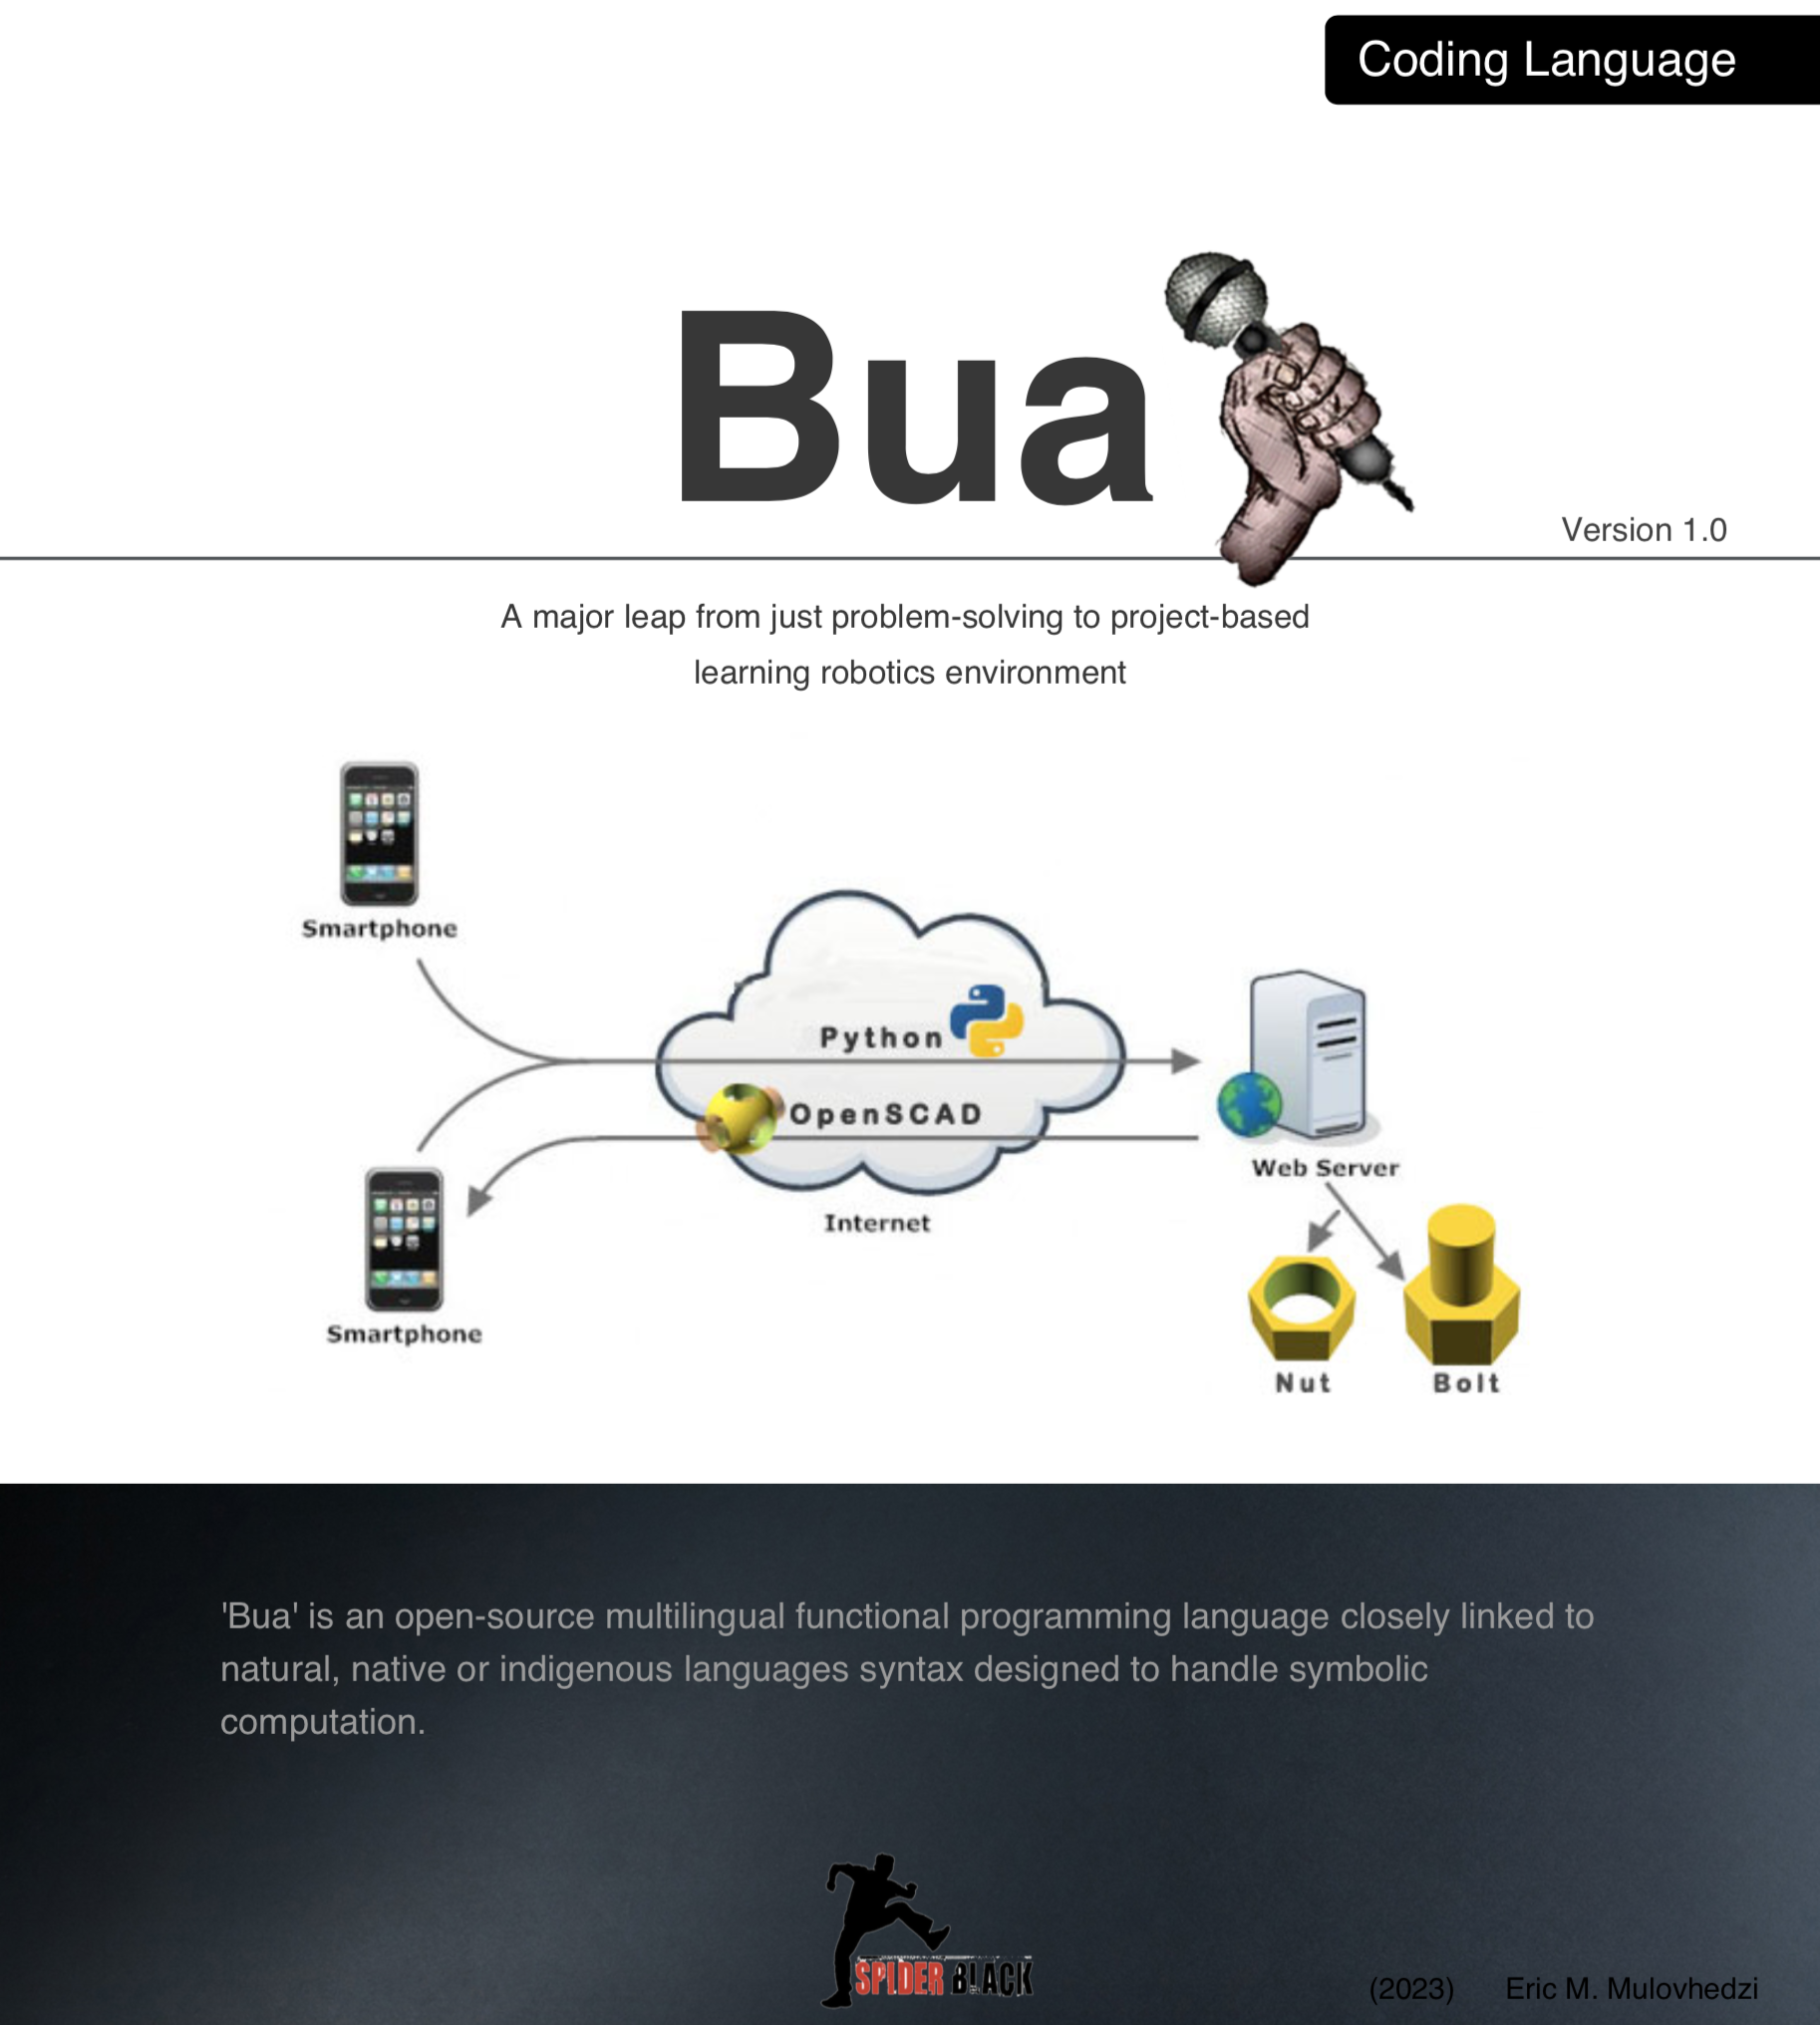 Coding Language
Bua
Version 1.0
A major leap from just problem-solving to project-based
learning robotics environment
Smartphone
Python
OpenSCAD
Web Server
Internet
Smartphone
Nut
Bolt
'Bua' is an open-source multilingual functional programming language closely linked to
natural, native or indigenous languages syntax designed to handle symbolic
computation.
SPIDER BLACK
(2023) Eric M. Mulovhedzi